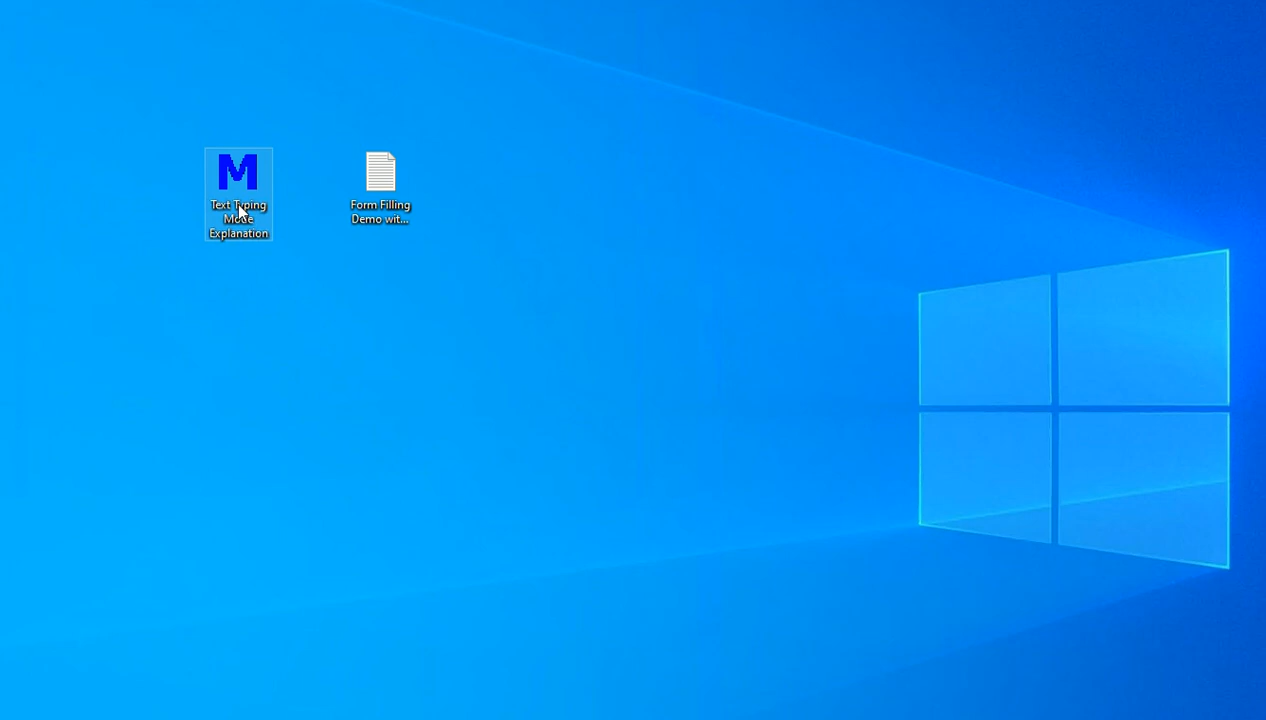 M
Text Typing
Mode
Explanation
Form Filling
Demo wit...